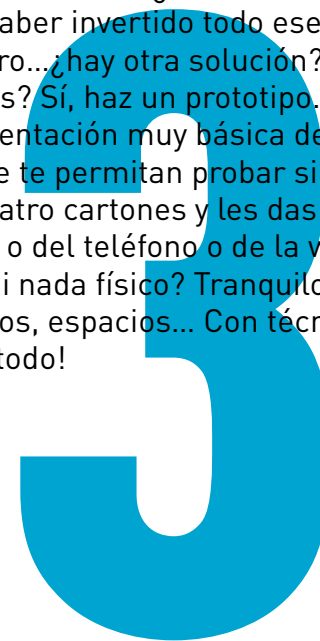 aber invertido todo ese
ro...¿hay otra solución?
s? Sí, haz un prototipo.
entación muy básica de
e te permitan probar si
atro cartones y les das
o del teléfono o de la v
i nada físico? Tranquilo
os, espacios... Con técn
todo!
3